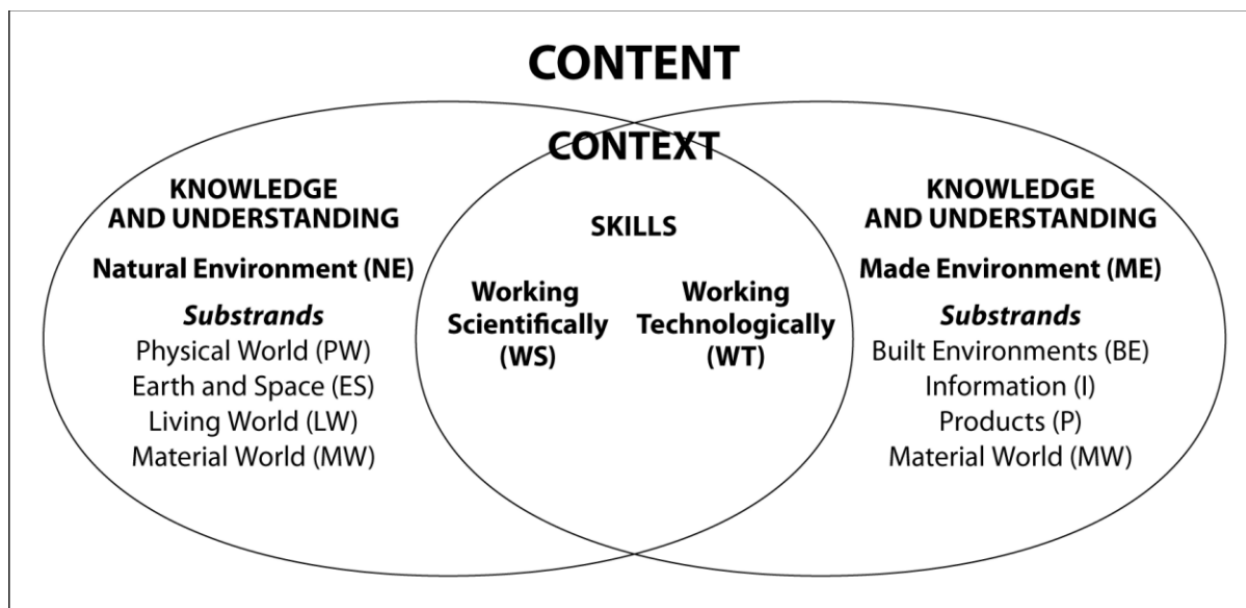 CONTENT
CONTEXT
KNOWLEDGE
AND UNDERSTANDING
Natural Environment (NE)
Substrands
Physical World (PW)
Earth and Space (ES)
Living World (LW)
Material World (MW)
SKILLS
Working
Scientifically
(WS)
Working
Technologically
(WT)
KNOWLEDGE
AND UNDERSTANDING
Made Environment (ME)
Substrands
Built Environments (BE)
Information (I)
Products (P)
Material World (MW)